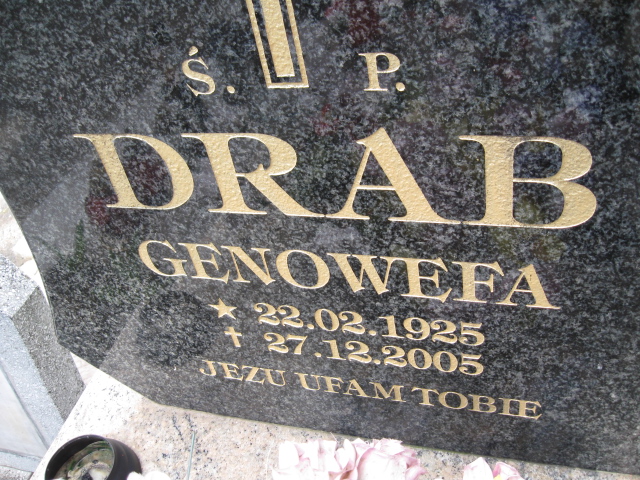 Ś. P.
DRAB
GENOWEFA
★ 22.02.1925
✝ 27.12.2005
JEZU UFAM TOBIE